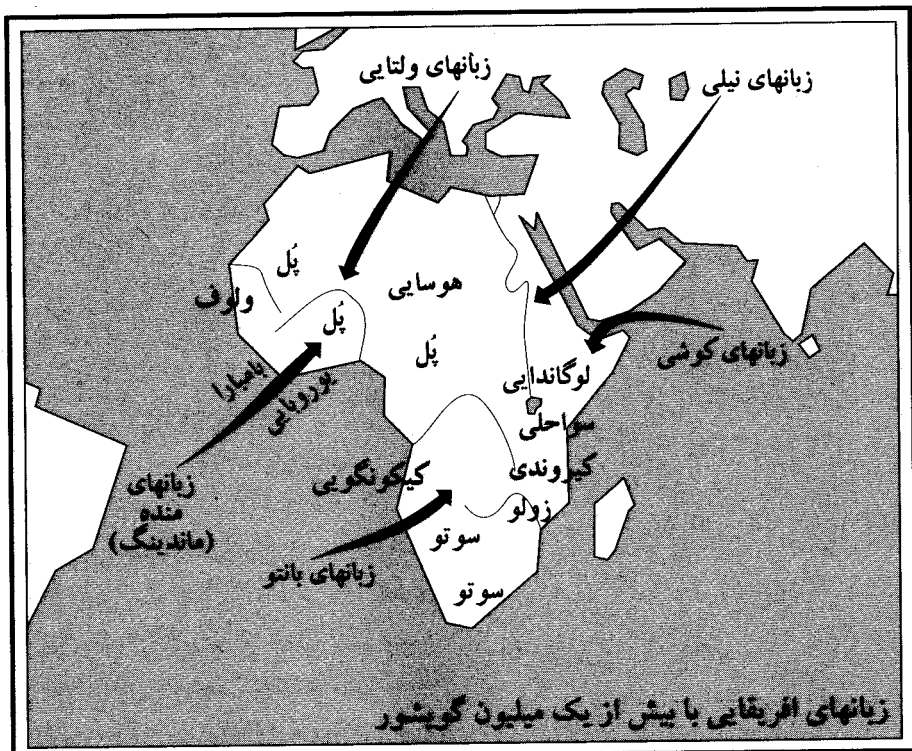 زبانهای ولتایی
زبانهای نیلی
پُل
هوسایی
ولوف
پُل
پُل
زبانهای کوشی
لوگاندایی
بامبارا
یوروبایی
سواحلی
کیروندی
کیکونگویی
زبانهای
منده
(ماندینگ)
زولو
سوتو
زبانهای بانتو
سوتو
زبانهای افریقایی با بیش از یک میلیون گویشور